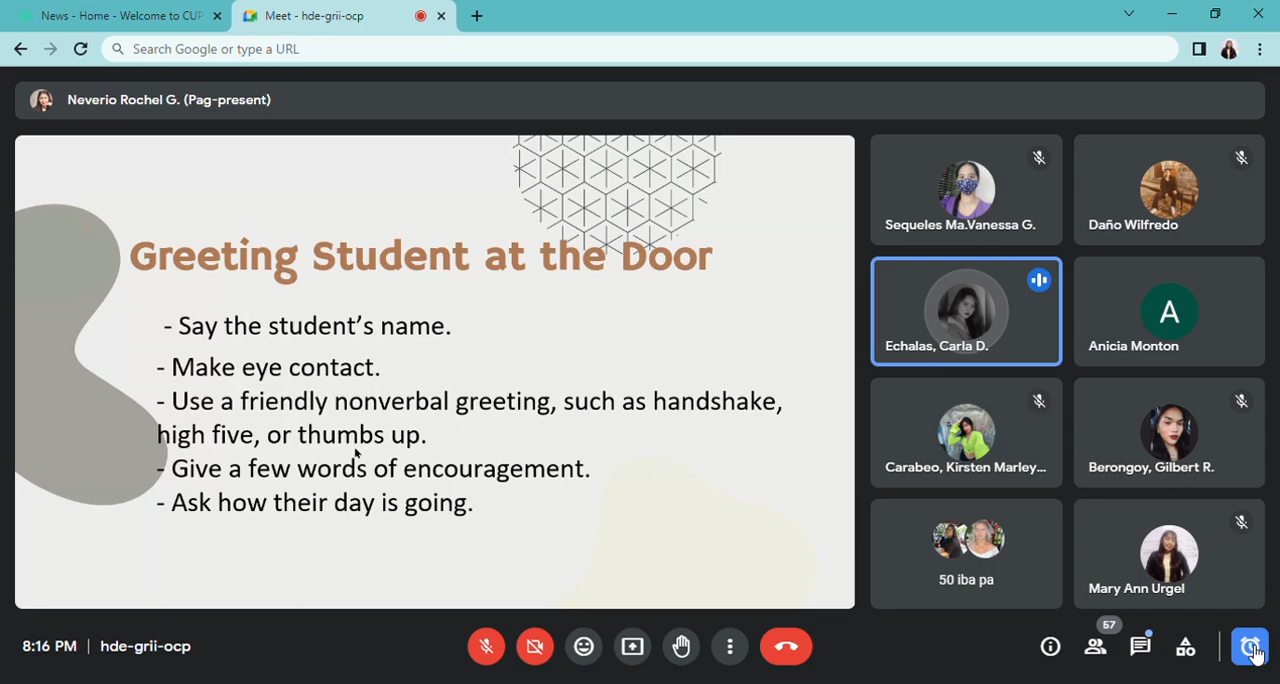 News - Home - Welcome to CUP
Meet - hde-grii-ocp
Search Google or type a URL
Neverio Rochel G. (Pag-present)
Greeting Student at the Door
- Say the student's name.
- Make eye contact.
- Use a friendly nonverbal greeting, such as handshake,
high five, or thumbs up.
- Give a few words of encouragement.
- Ask how their day is going.
Sequeles Ma.Vanessa G.
Daño Wilfredo
Echalas, Carla D.
A
Anicia Monton
Carabeo, Kirsten Marley...
Berongoy, Gilbert R.
50 iba pa
Mary Ann Urgel
8:16 PM | hde-grii-ocp
57